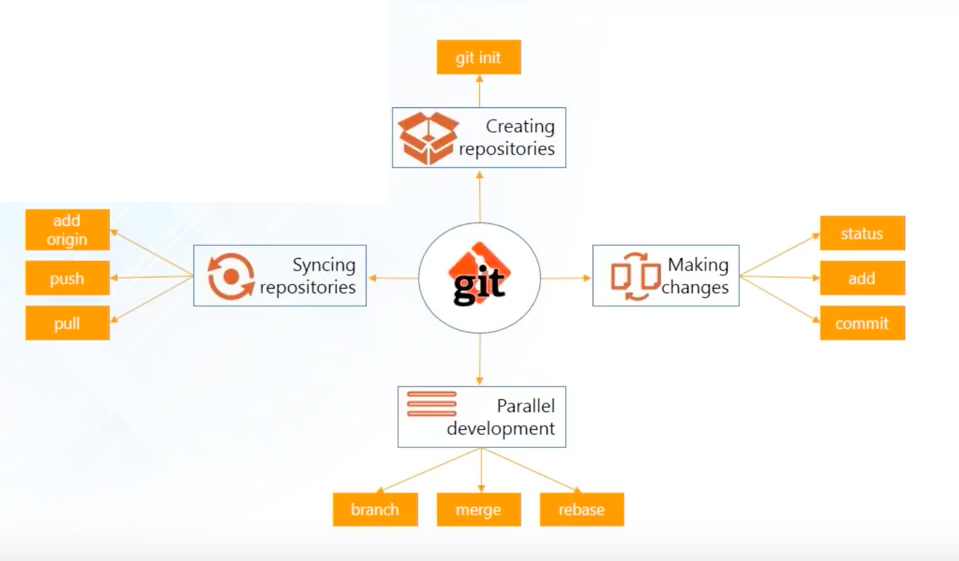 git init
Creating
repositories
add
origin
push
pull
Syncing
repositories
git
Making
changes
status
add
commit
Parallel
development
branch
merge
rebase